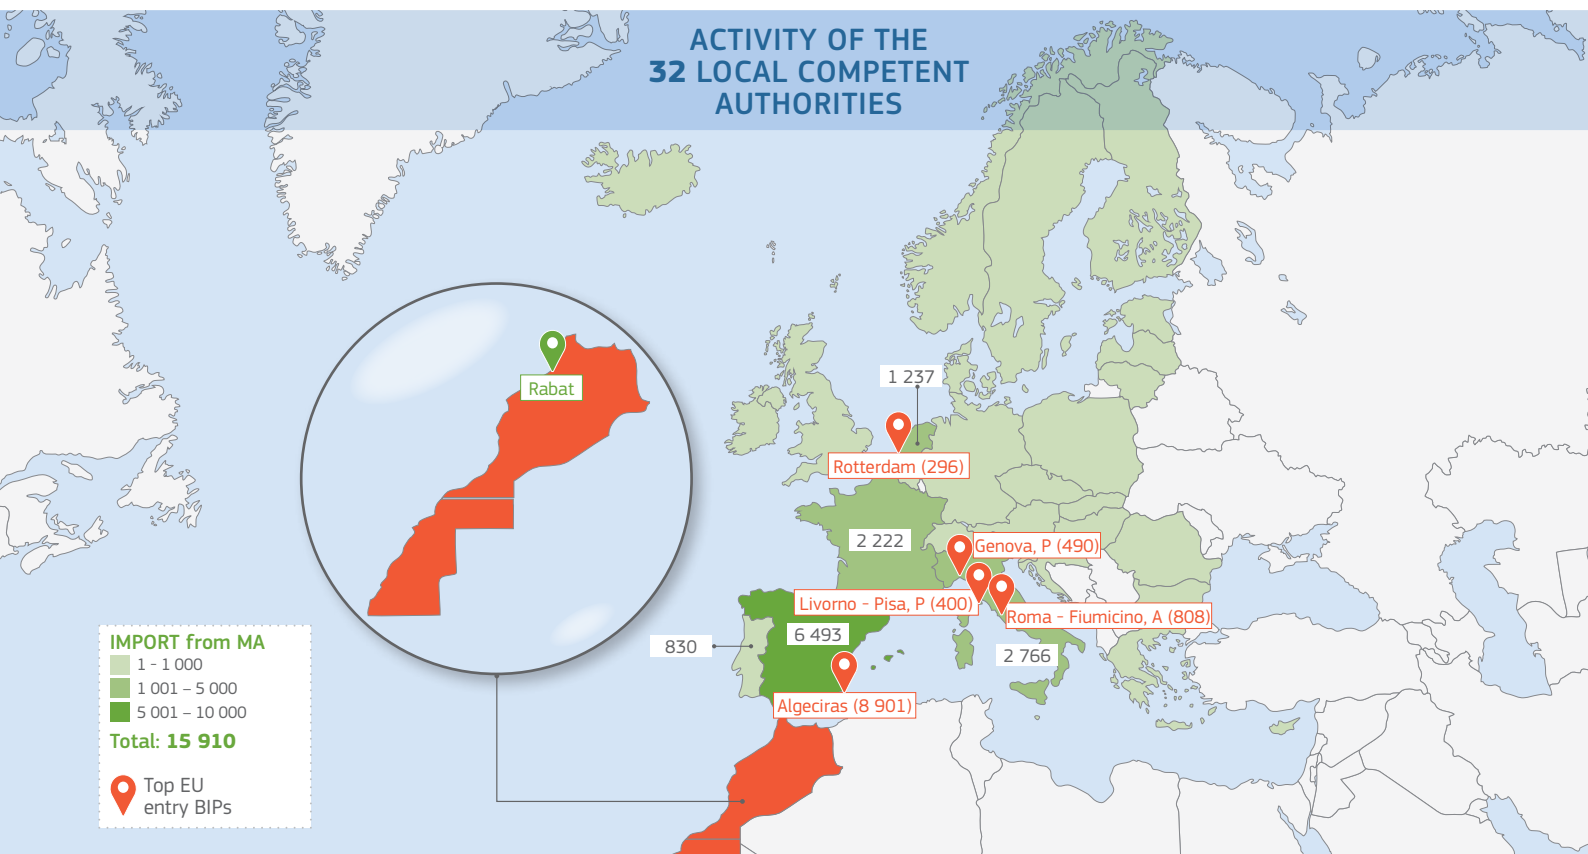 ACTIVITY OF THE
32 LOCAL COMPETENT
AUTHORITIES
Rabat
1 237
Rotterdam (296)
2 222
Genova, P (490)
Livorno - Pisa, P (400)
Roma - Fiumicino, A (808)
830
6 493
2 766
Algeciras (8 901)
IMPORT from MA
1 - 1 000
1 001 – 5 000
5 001 – 10 000
Total: 15 910
Top EU
entry BIPs